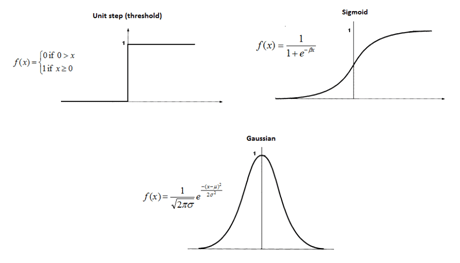 Unit step (threshold)
f(x)={0 if 0>x
1 if x≥0
1
Sigmoid
f(x)=1/(1+e^{-βx})
1
Gaussian
f(x)=1/√(2πσ) e^{-(x-μ)²/2σ²}
1